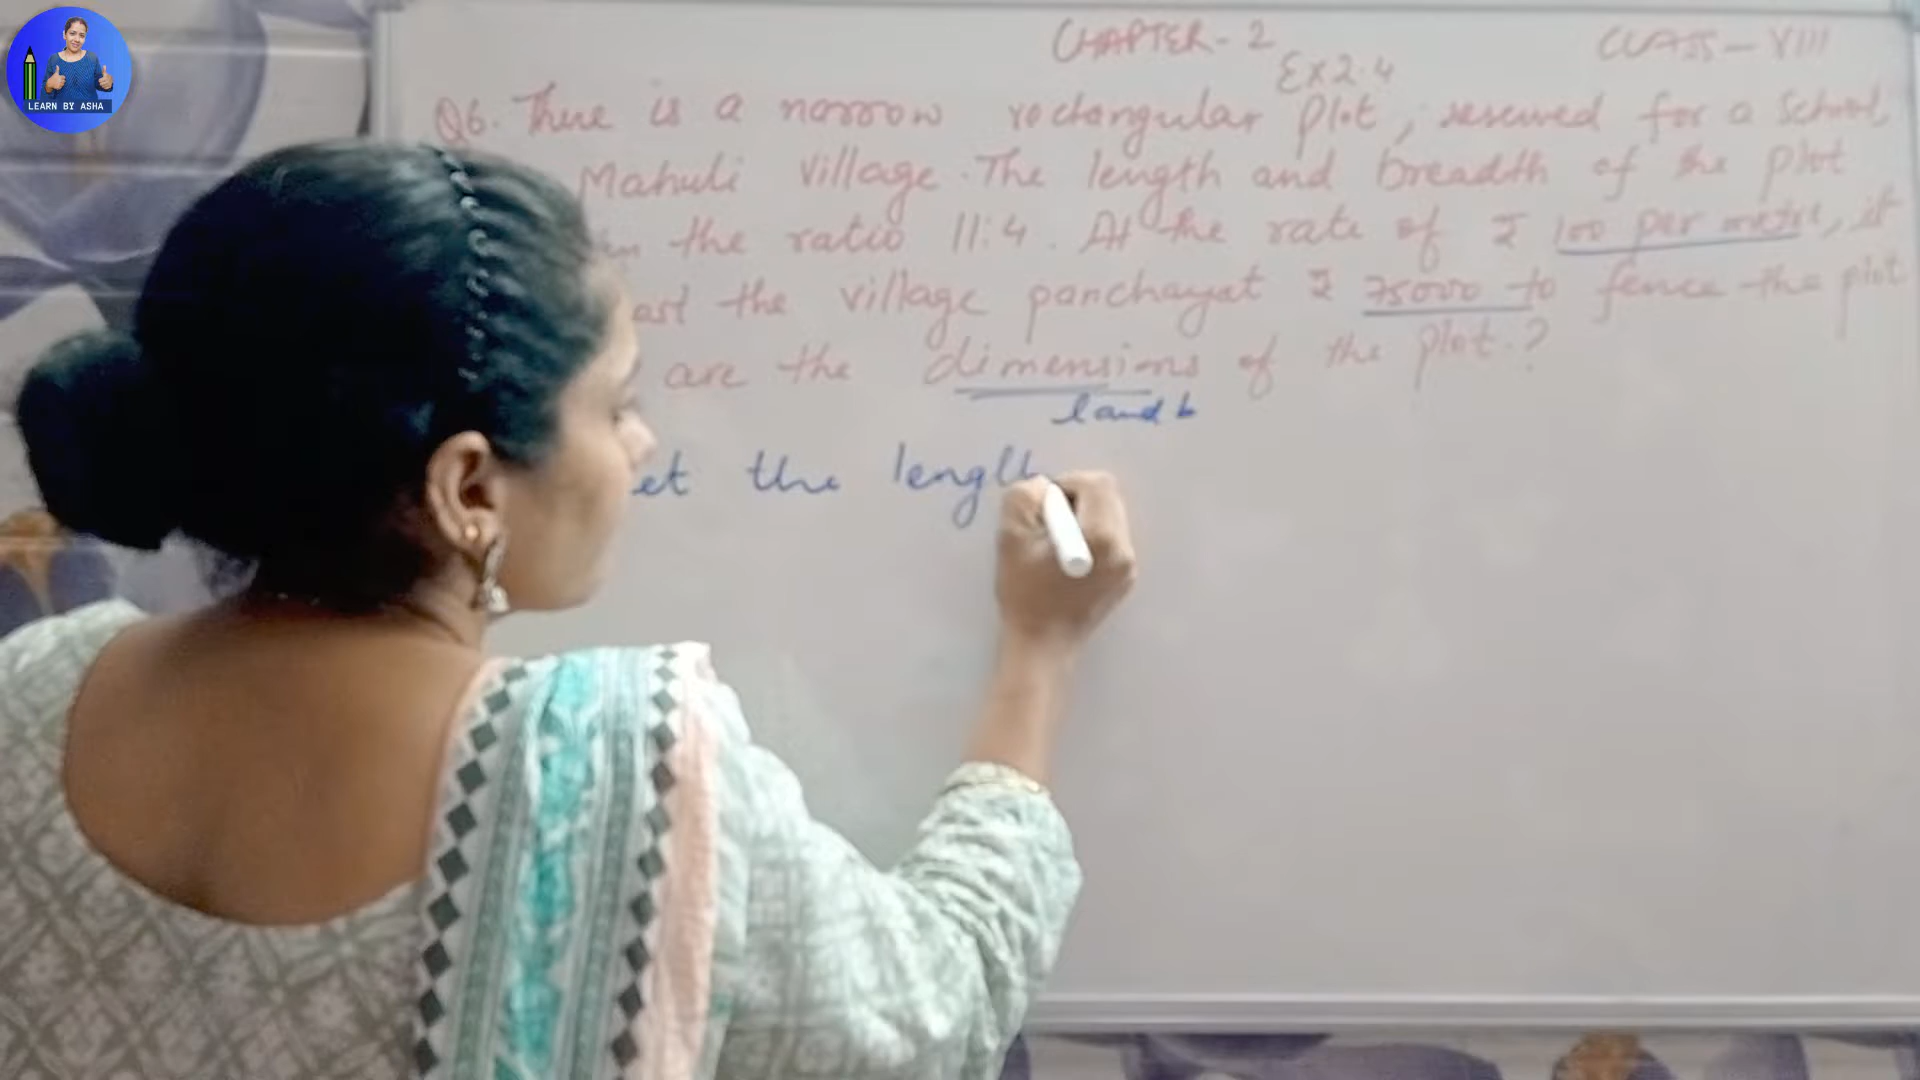 LEARN BY ASHA
CHAPTER-2
CLASS-VIII
Ex 2.4
Q6. There is a narrow rectangular plot, reserved for a school,
Mahuli village. The length and breadth of the plot
the ratio 11:4. At the rate of ₹ 100 per metre, it
the village panchayat ₹ 75000 to fence the plot
are the dimensions of the plot.?
l and b
et the length